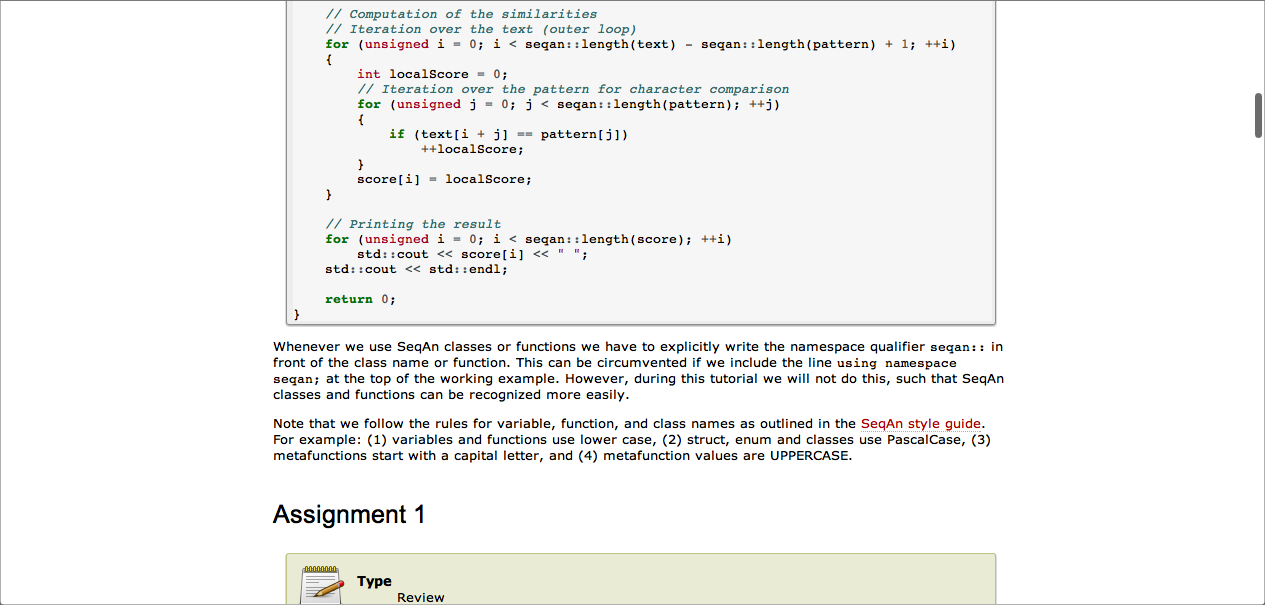 // Computation of the similarities
// Iteration over the text (outer loop)
for (unsigned i = 0; i < seqan::length(text) - seqan::length(pattern) + 1; ++i)
{
int localScore = 0;
// Iteration over the pattern for character comparison
for (unsigned j = 0; j < seqan::length(pattern); ++j)
{
if (text[i + j] == pattern[j])
++localScore;
}
score[i] = localScore;
}
// Printing the result
for (unsigned i = 0; i < seqan::length(score); ++i)
std::cout << score[i] << " ";
std::cout << std::endl;
return 0;
}
Whenever we use SeqAn classes or functions we have to explicitly write the namespace qualifier seqan:: in
front of the class name or function. This can be circumvented if we include the line using namespace
seqan; at the top of the working example. However, during this tutorial we will not do this, such that SeqAn
classes and functions can be recognized more easily.
Note that we follow the rules for variable, function, and class names as outlined in the SeqAn style guide.
For example: (1) variables and functions use lower case, (2) struct, enum and classes use PascalCase, (3)
metafunctions start with a capital letter, and (4) metafunction values are UPPERCASE.
Assignment 1
Type
Review